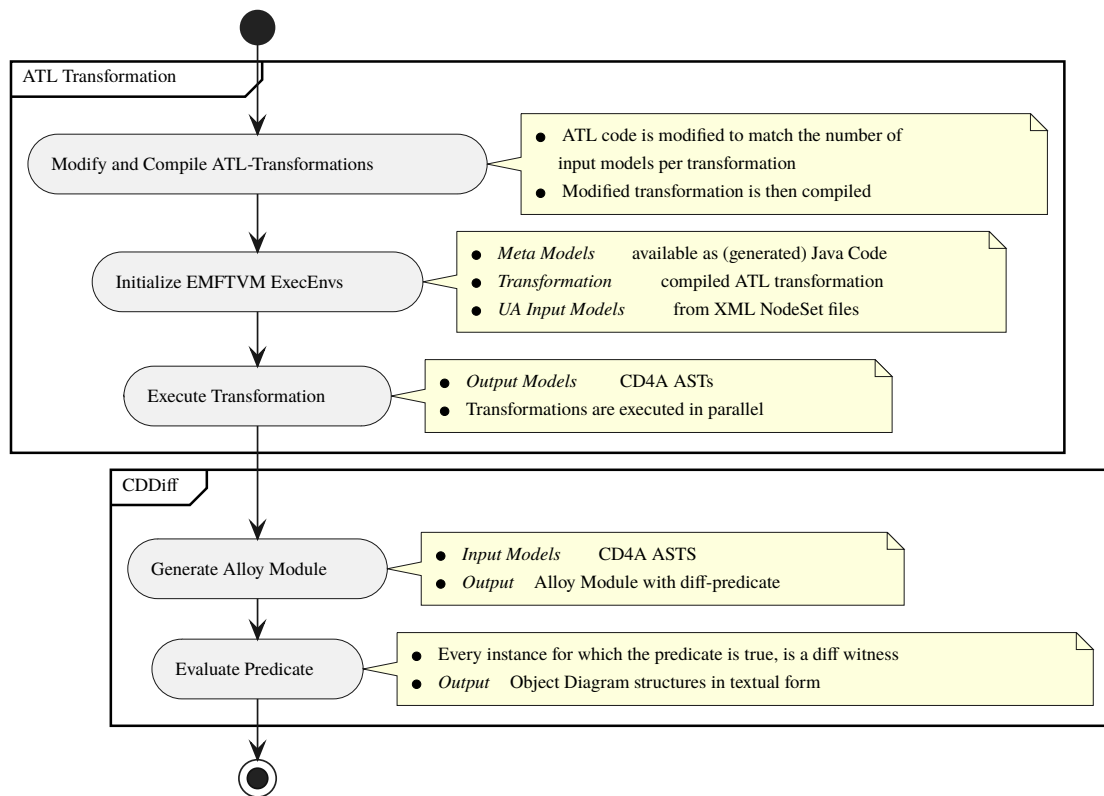 ATL Transformation
Modify and Compile ATL-Transformations
● ATL code is modified to match the number of
input models per transformation
● Modified transformation is then compiled
Initialize EMFTVM ExecEnvs
● Meta Models available as (generated) Java Code
● Transformation compiled ATL transformation
● UA Input Models from XML NodeSet files
Execute Transformation
● Output Models CD4A ASTs
● Transformations are executed in parallel
CDDiff
Generate Alloy Module
● Input Models CD4A ASTS
● Output Alloy Module with diff-predicate
Evaluate Predicate
● Every instance for which the predicate is true, is a diff witness
● Output Object Diagram structures in textual form